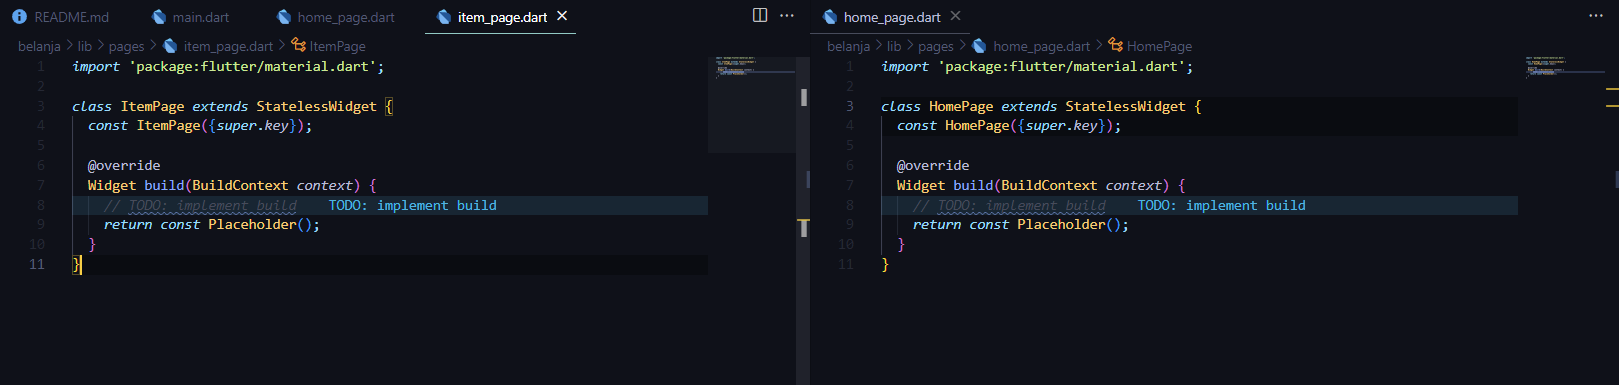 README.md
main.dart
home_page.dart
item_page.dart
belanja > lib > pages > item_page.dart > ItemPage
1 import 'package:flutter/material.dart';
2
3 class ItemPage extends StatelessWidget {
4 const ItemPage({super.key});
5
6 @override
7 Widget build(BuildContext context) {
8 // TODO: implement build TODO: implement build
9 return const Placeholder();
10 }
11 }
home_page.dart
belanja > lib > pages > home_page.dart > HomePage
1 import 'package:flutter/material.dart';
2
3 class HomePage extends StatelessWidget {
4 const HomePage({super.key});
5
6 @override
7 Widget build(BuildContext context) {
8 // TODO: implement build TODO: implement build
9 return const Placeholder();
10 }
11 }